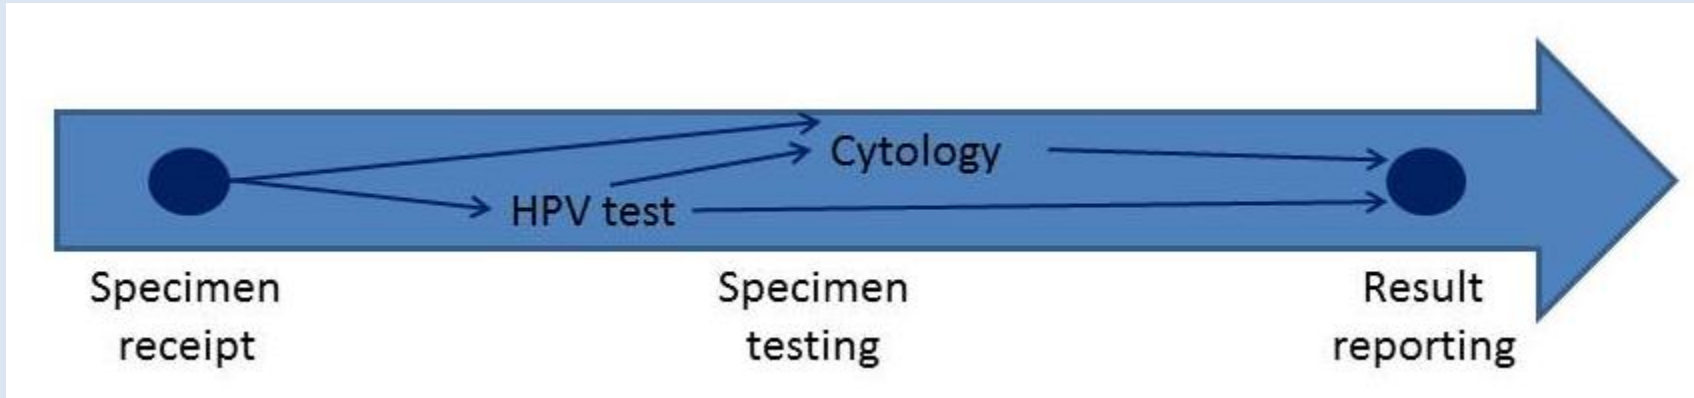 Cytology
HPV test
Specimen
receipt
Specimen
testing
Result
reporting